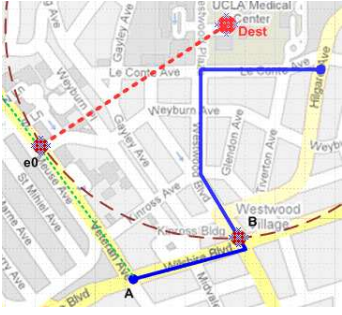 UCLA Medical
Center
Dest
Gayley Ave
Le Conte Ave
Le Conte Ave
Hilgard Ave
Weyburn Ave
Weyburn
Gayley Ave
Westwood
Blvd
Glendon Ave
Tiverton Ave
e0
St Mihiel Ave
Kinross Ave
Kinross Bldg
B
Westwood
Village
Veteran Ave
Wilshire Blvd
A
Blvd